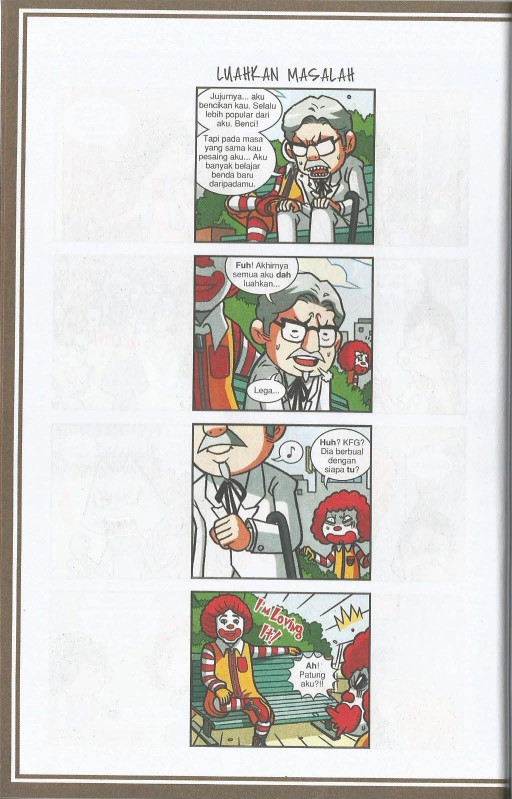 LUAHKAN MASALAH
Jujurnya... aku
bencikan kau. Selalu
lebih popular dari
aku. Benci!
Tapi pada masa
yang sama kau
pesaing aku... Aku
banyak belajar
benda baru
daripadamu.
Fuh! Akhirnya
semua aku dah
luahkan...
Lega...
Huh? KFG?
Dia berbual
dengan
siapa tu?
I'm Loving
It!
Ah!
Patung
aku?!!